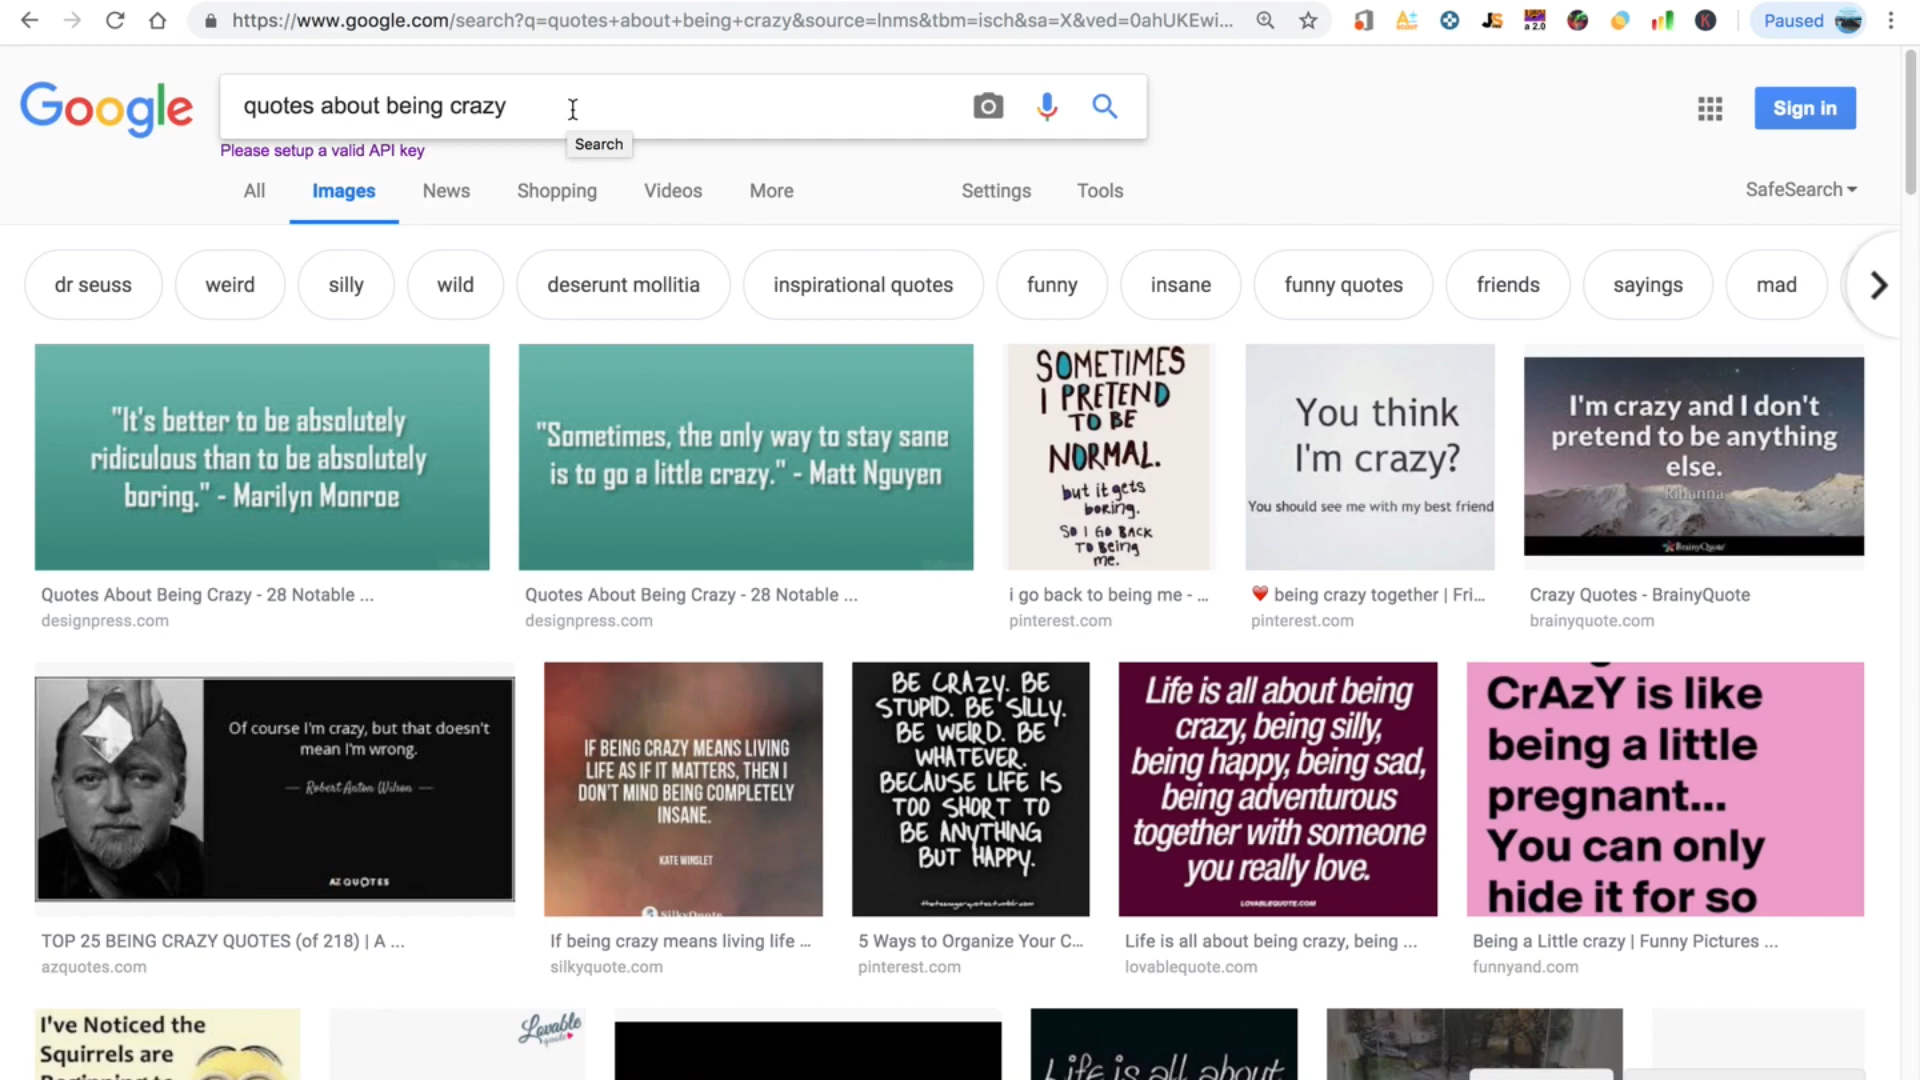 https://www.google.com/search?q=quotes+about+being+crazy&source=lnms&tbm=isch&sa=X&ved=0ahUKEwi...
JS
a 2.0
K
Paused
Google
quotes about being crazy
Sign in
Search
Please setup a valid API key
All Images News Shopping Videos More Settings Tools SafeSearch
dr seuss weird silly wild deserunt mollitia inspirational quotes funny insane funny quotes friends sayings mad
"It's better to be absolutely
ridiculous than to be absolutely
boring." - Marilyn Monroe
Quotes About Being Crazy - 28 Notable ...
designpress.com
"Sometimes, the only way to stay sane
is to go a little crazy." - Matt Nguyen
Quotes About Being Crazy - 28 Notable ...
designpress.com
SOMETIMES
I PRETEND
TO BE
NORMAL.
but it gets
boring.
SO I GO BACK
TO Being
me.
i go back to being me - ...
pinterest.com
You think
I'm crazy?
You should see me with my best friend
being crazy together | Fri...
pinterest.com
I'm crazy and I don't
pretend to be anything
else.
Rihanna
BrainyQuote
Crazy Quotes - BrainyQuote
brainyquote.com
Of course I'm crazy, but that doesn't
mean I'm wrong.
— Robert Anton Wilson —
AZ QUOTES
TOP 25 BEING CRAZY QUOTES (of 218) | A ...
azquotes.com
IF BEING CRAZY MEANS LIVING
LIFE AS IF IT MATTERS, THEN I
DON'T MIND BEING COMPLETELY
INSANE.
KATE WINSLET
SilkyQuote
If being crazy means living life ...
silkyquote.com
BE CRAZY. BE
STUPID. BE SILLY.
BE WEIRD. BE
WHATEVER.
BECAUSE LIFE IS
TOO SHORT TO
BE ANYTHING
BUT HAPPY.
5 Ways to Organize Your C...
pinterest.com
Life is all about being
crazy, being silly,
being happy, being sad,
being adventurous
together with someone
you really love.
LOVABLEQUOTE.COM
Life is all about being crazy, being ...
lovablequote.com
CrAzY is like
being a little
pregnant...
You can only
hide it for so
Being a Little crazy | Funny Pictures ...
funnyand.com
I've Noticed the
Squirrels are
Beginning to
Lovable
quote
Life is all about